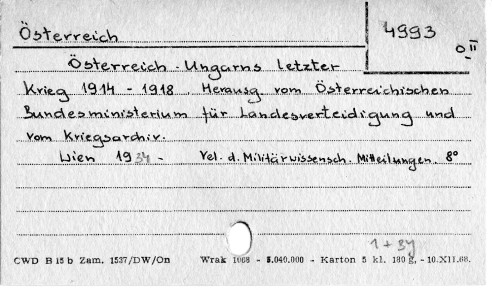 Österreich
4993
O II
Österreich-Ungarns letzter
Krieg 1914 - 1918. Herausg. vom Österreichischen
Bundesministerium für Landesverteidigung und
vom Kriegsarchiv.
Wien 1934 - Vel. d. Militärwissensch. Mitteilungen. 8°
1 + 3y
CWD B 15 b Zam. 1537/DW/On Wrak 1068 - 5.040.000 - Karton 5 kl. 180 g. - 10.XII.68.